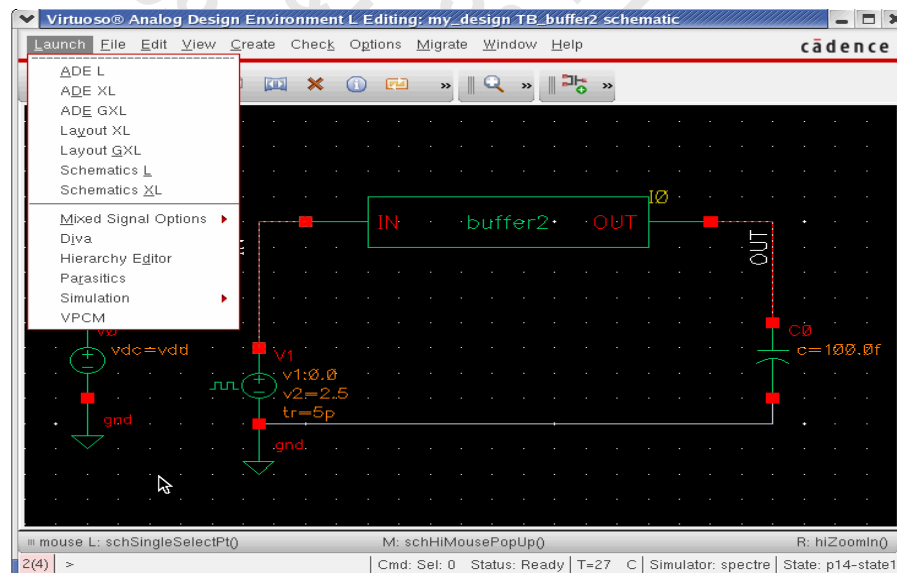 Virtuoso® Analog Design Environment L Editing: my_design TB_buffer2 schematic
Launch File Edit View Create Check Options Migrate Window Help cādence
ADE L
ADE XL
ADE GXL
Layout XL
Layout GXL
Schematics L
Schematics XL
Mixed Signal Options
Diva
Hierarchy Editor
Parasitics
Simulation
VPCM
» » »
I0
IN buffer2 OUT
OUT
vdc=vdd
gnd
V1
v1:0.0
v2=2.5
tr=5p
gnd
C0
c=100.0f
mouse L: schSingleSelectPt() M: schHiMousePopUp() R: hiZoomIn()
2(4) > Cmd: Sel: 0 Status: Ready T=27 C Simulator: spectre State: p14-state1